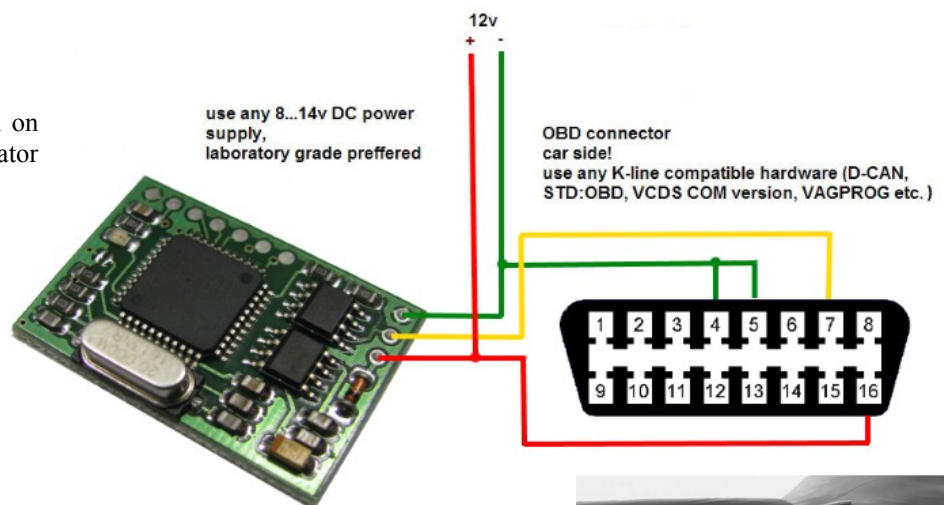 12v
+ -
on
ator
use any 8...14v DC power
supply,
laboratory grade preffered
OBD connector
car side!
use any K-line compatible hardware (D-CAN,
STD:OBD, VCDS COM version, VAGPROG etc. )
1 2 3 4 5 6 7 8
9 10 11 12 13 14 15 16